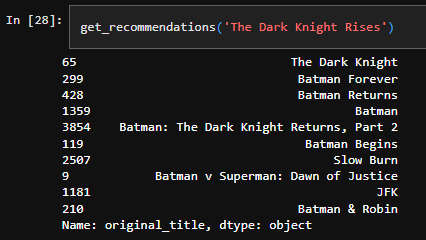 In [28]: get_recommendations('The Dark Knight Rises')
65 The Dark Knight
299 Batman Forever
428 Batman Returns
1359 Batman
3854 Batman: The Dark Knight Returns, Part 2
119 Batman Begins
2507 Slow Burn
9 Batman v Superman: Dawn of Justice
1181 JFK
210 Batman & Robin
Name: original_title, dtype: object